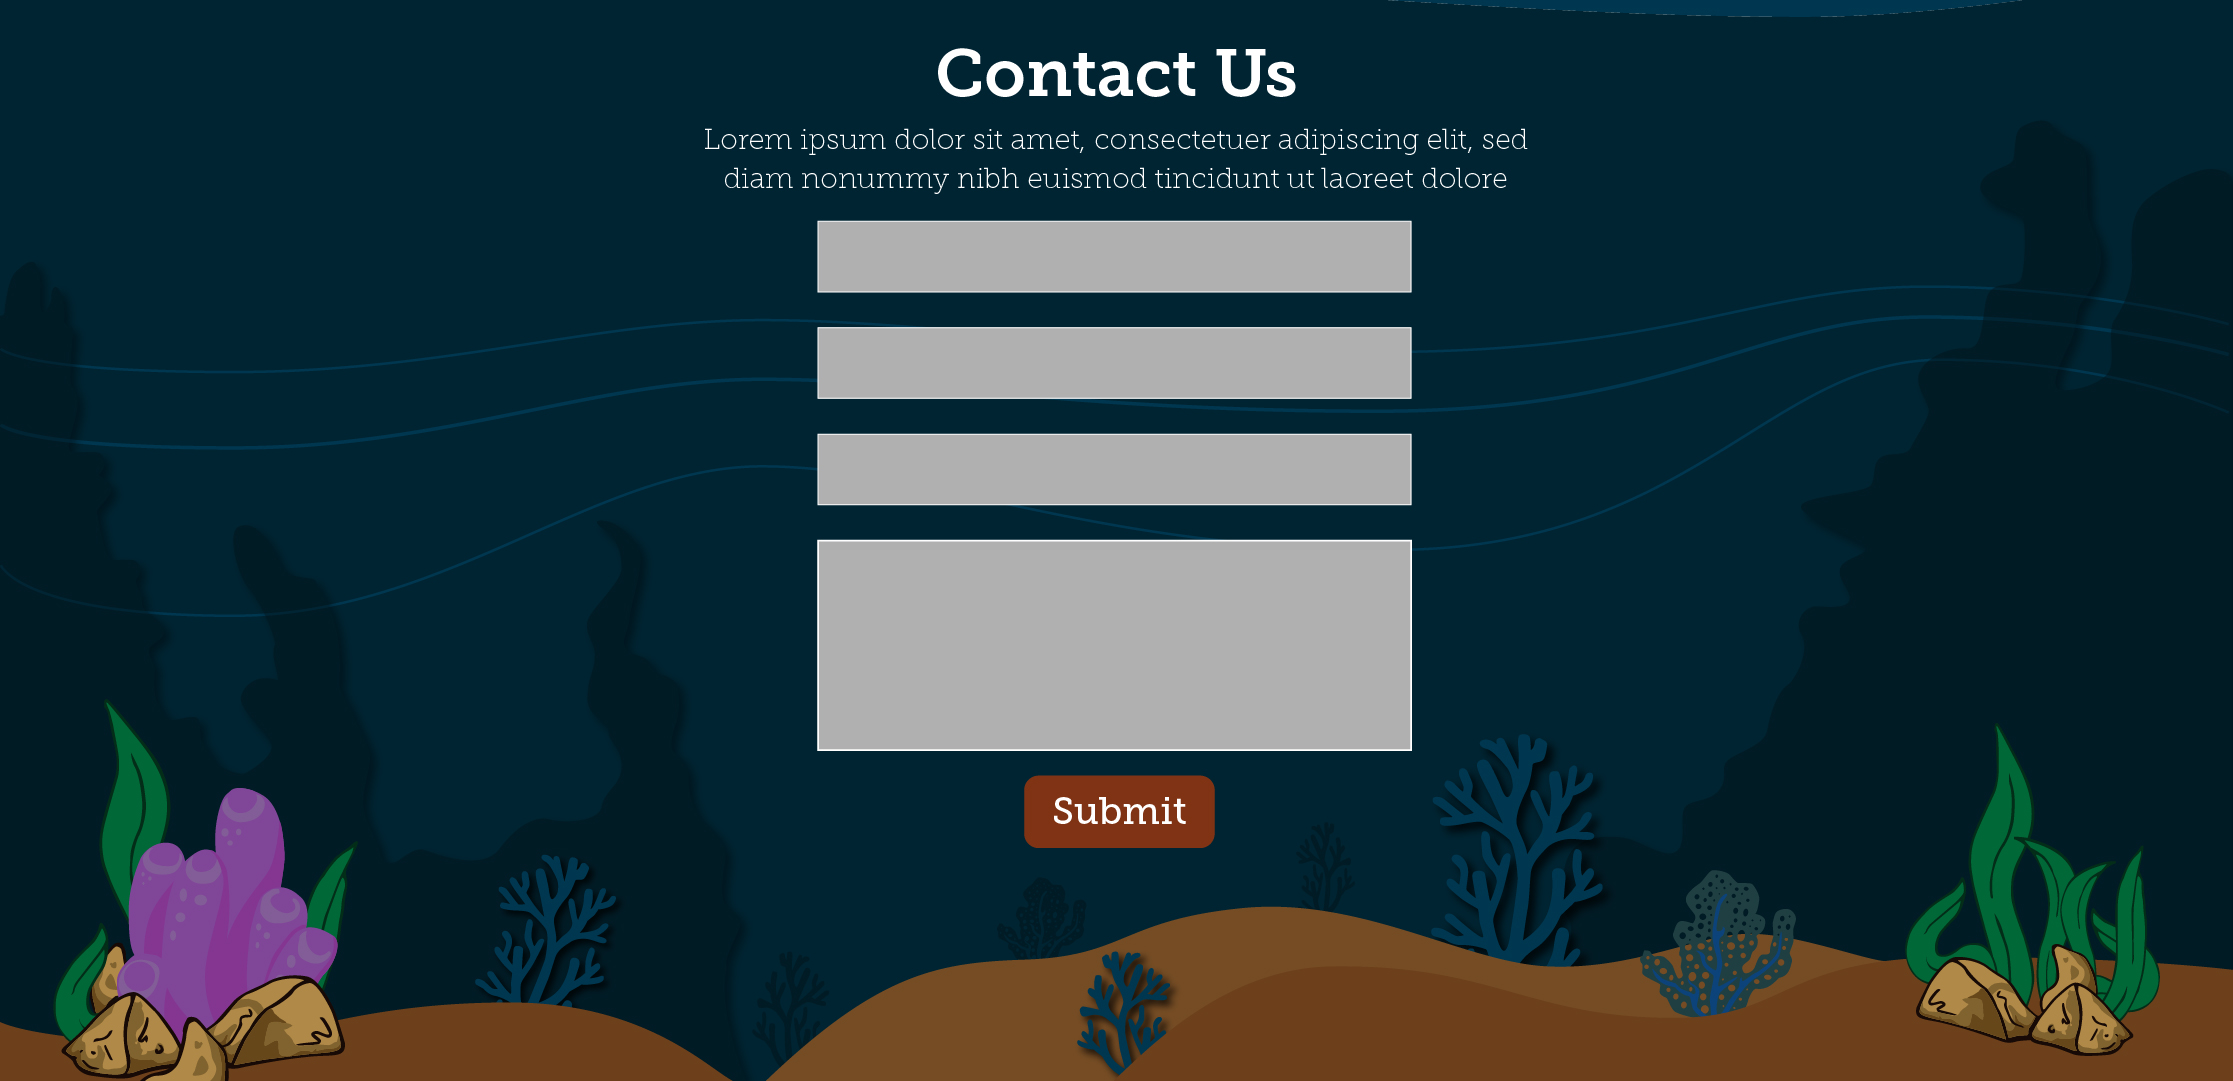 Contact Us
Lorem ipsum dolor sit amet, consectetuer adipiscing elit, sed
diam nonummy nibh euismod tincidunt ut laoreet dolore
Submit